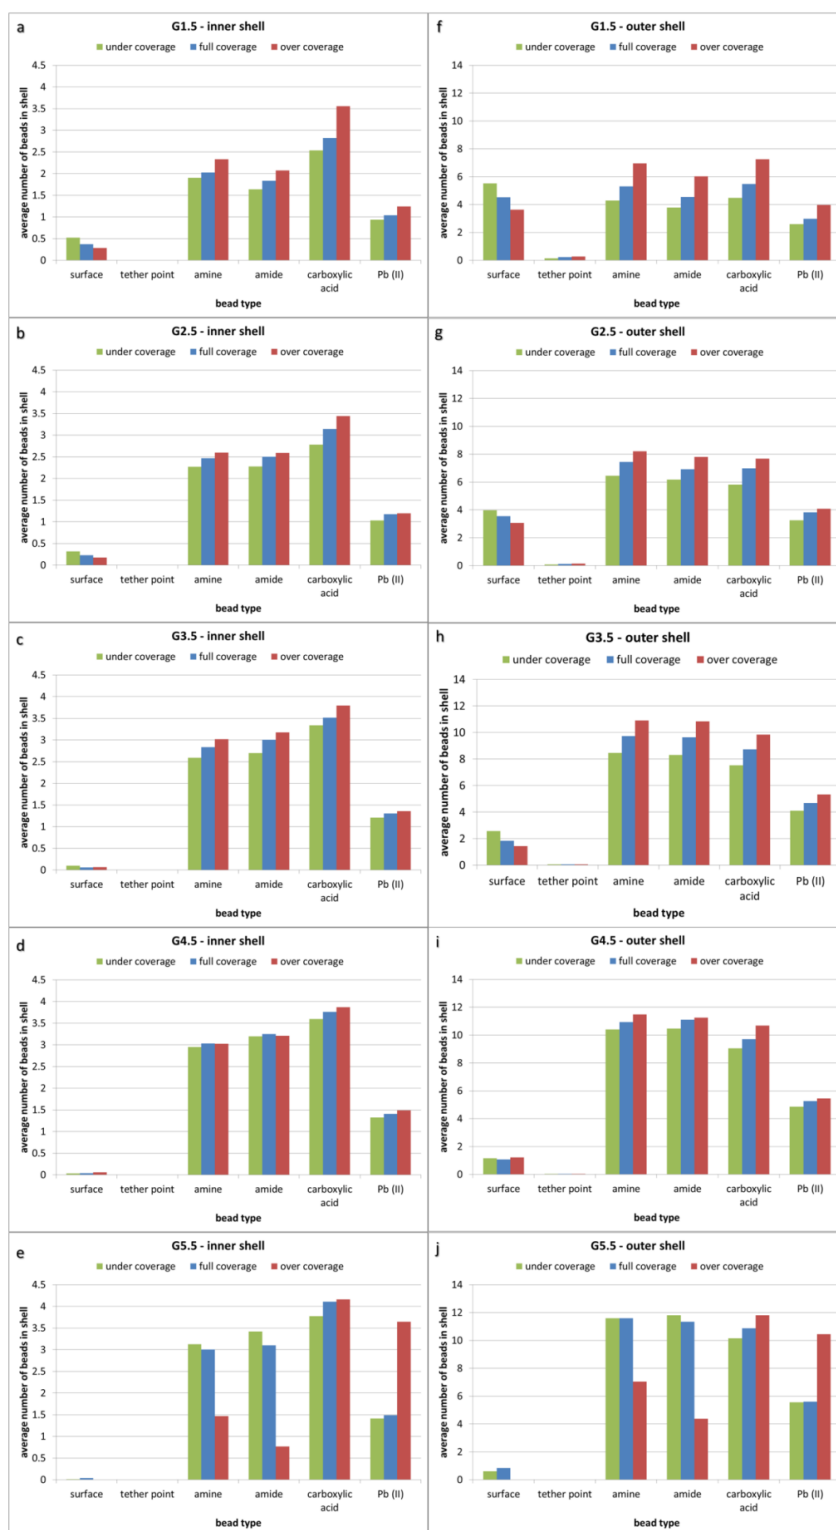 a
G1.5 - inner shell
under coverage full coverage over coverage
average number of beads in shell
4.5
4
3.5
3
2.5
2
1.5
1
0.5
0
surface tether point amine amide carboxylic Pb (II)
acid
bead type
f
G1.5 - outer shell
under coverage full coverage over coverage
average number of beads in shell
14
12
10
8
6
4
2
0
surface tether point amine amide carboxylic Pb (II)
acid
bead type
b
G2.5 - inner shell
under coverage full coverage over coverage
average number of beads in shell
4.5
4
3.5
3
2.5
2
1.5
1
0.5
0
surface tether point amine amide carboxylic Pb (II)
acid
bead type
g
G2.5 - outer shell
under coverage full coverage over coverage
average number of beads in shell
14
12
10
8
6
4
2
0
surface tether point amine amide carboxylic Pb (II)
acid
bead type
c
G3.5 - inner shell
under coverage full coverage over coverage
average number of beads in shell
4.5
4
3.5
3
2.5
2
1.5
1
0.5
0
surface tether point amine amide carboxylic Pb (II)
acid
bead type
h
G3.5 - outer shell
under coverage full coverage over coverage
average number of beads in shell
14
12
10
8
6
4
2
0
surface tether point amine amide carboxylic Pb (II)
acid
bead type
d
G4.5 - inner shell
under coverage full coverage over coverage
average number of beads in shell
4.5
4
3.5
3
2.5
2
1.5
1
0.5
0
surface tether point amine amide carboxylic Pb (II)
acid
bead type
i
G4.5 - outer shell
under coverage full coverage over coverage
average number of beads in shell
14
12
10
8
6
4
2
0
surface tether point amine amide carboxylic Pb (II)
acid
bead type
e
G5.5 - inner shell
under coverage full coverage over coverage
average number of beads in shell
4.5
4
3.5
3
2.5
2
1.5
1
0.5
0
surface tether point amine amide carboxylic Pb (II)
acid
bead type
j
G5.5 - outer shell
under coverage full coverage over coverage
average number of beads in shell
14
12
10
8
6
4
2
0
surface tether point amine amide carboxylic Pb (II)
acid
bead type